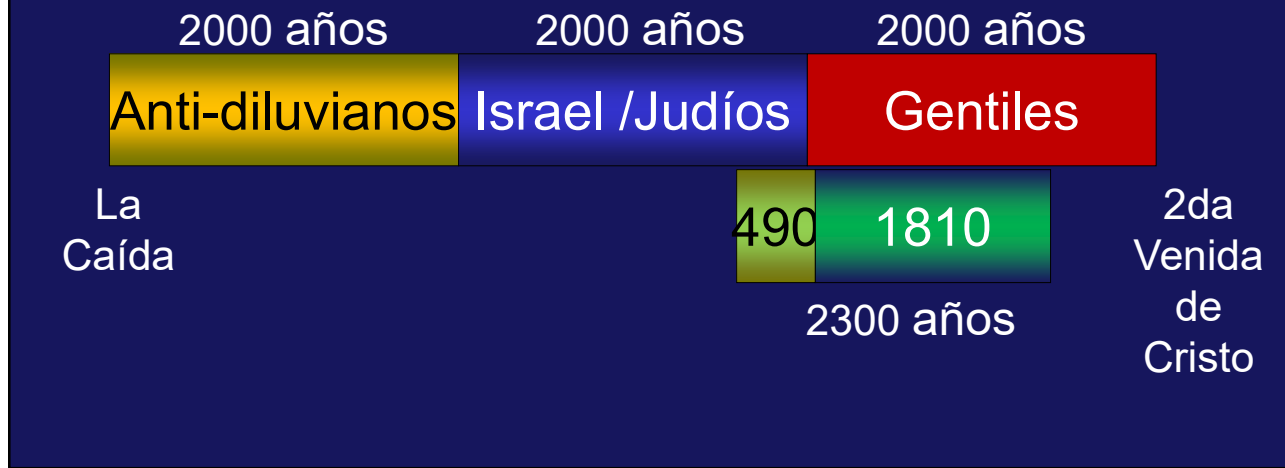 2000 años 2000 años 2000 años
Anti-diluvianos Israel /Judíos Gentiles
La
Caída
490 1810
2300 años
2da
Venida
de
Cristo